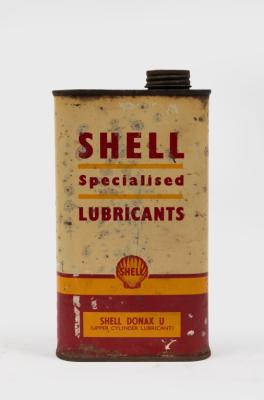 SHELL
Specialised
LUBRICANTS
SHELL
SHELL DONAX U
(UPPER CYLINDER LUBRICANT)